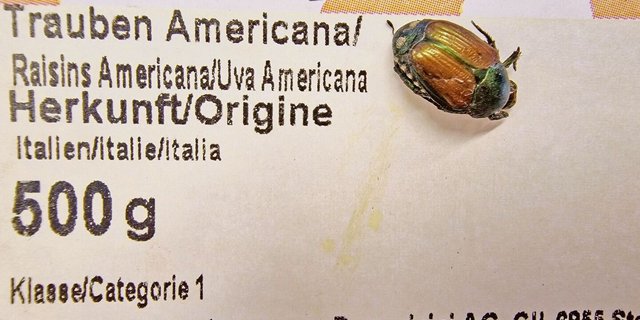 Trauben Americana/
Raisins Americana/Uva Americana
Herkunft/Origine
Italien/Italie/Italia
500 g
Klasse/Categorie 1